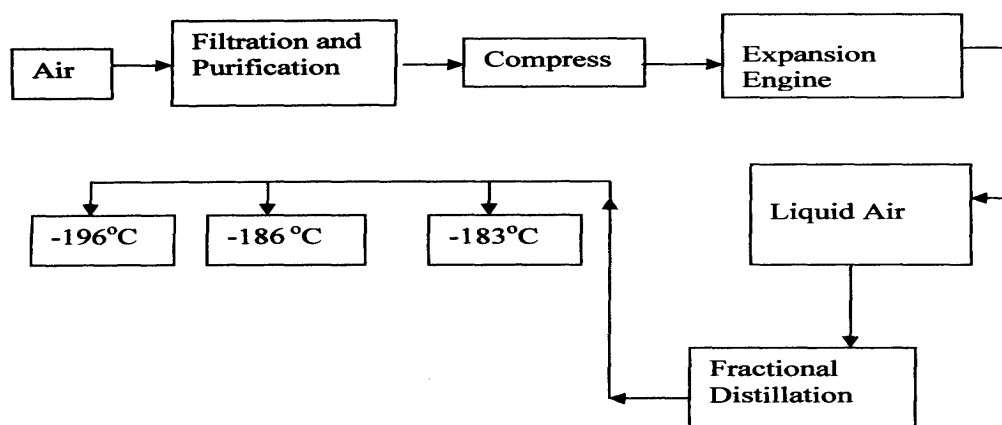 Air
Filtration and
Purification
Compress
Expansion
Engine
-196°C
-186 °C
-183°C
Liquid Air
Fractional
Distillation